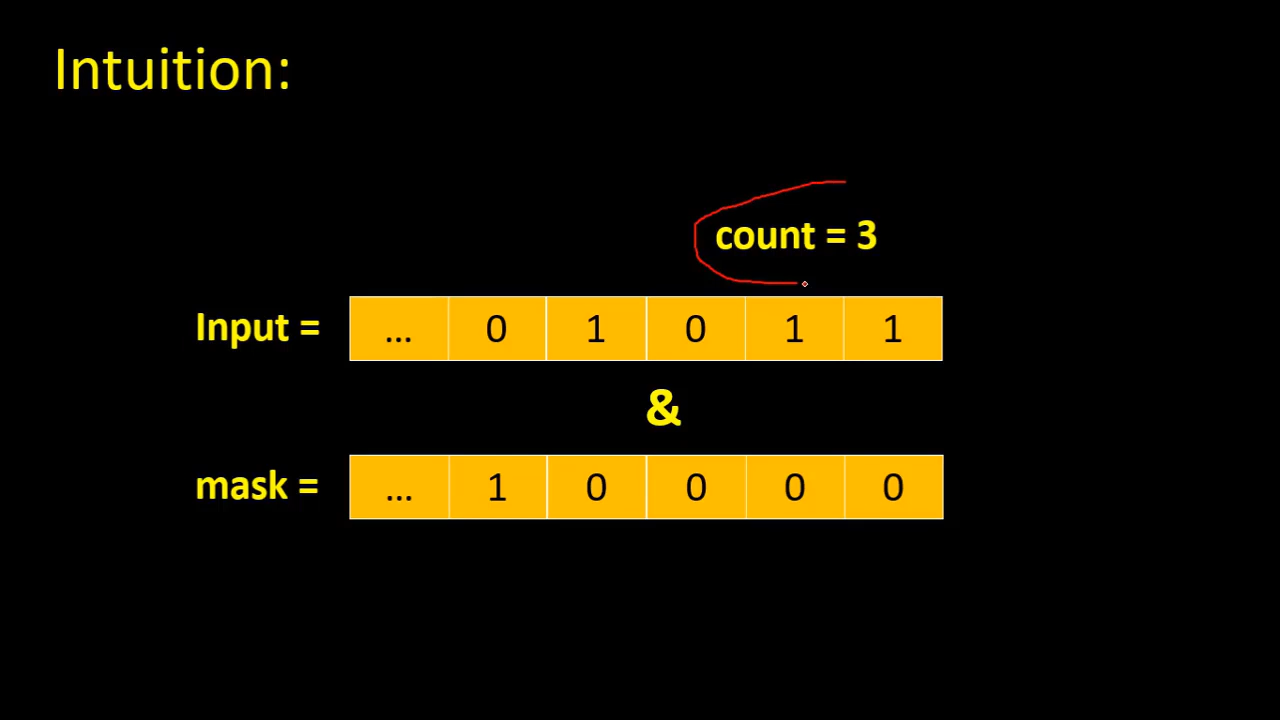 Intuition:
count = 3
Input = ... 0 1 0 1 1
&
mask = ... 1 0 0 0 0